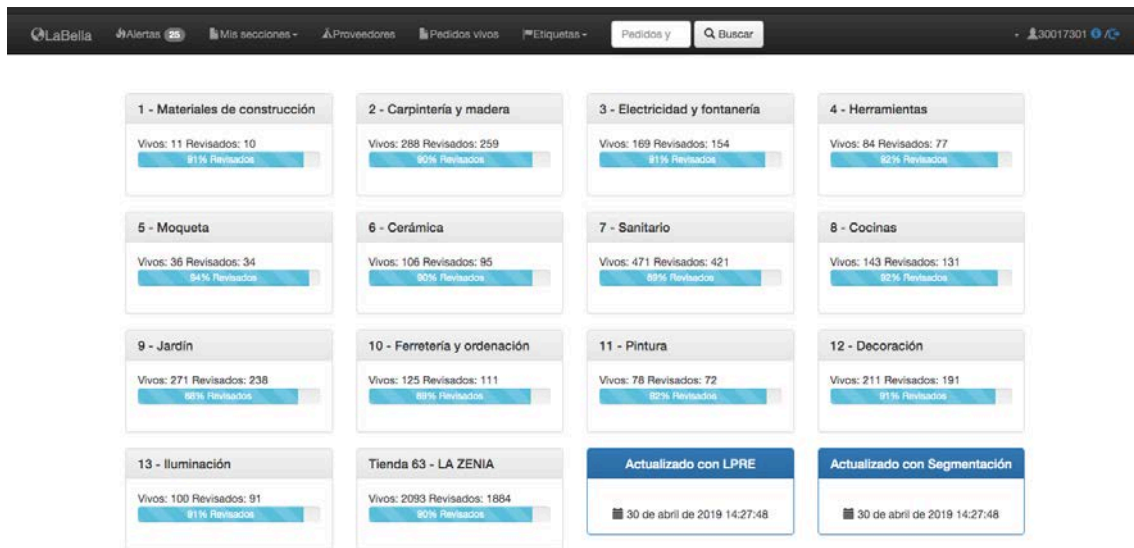 LaBella Alertas 25 Mis secciones Proveedores Pedidos vivos Etiquetas Pedidos y Buscar - 30017301 /
1 - Materiales de construcción
Vivos: 11 Revisados: 10
91% Revisados
2 - Carpintería y madera
Vivos: 288 Revisados: 259
90% Revisados
3 - Electricidad y fontanería
Vivos: 169 Revisados: 154
91% Revisados
4 - Herramientas
Vivos: 84 Revisados: 77
92% Revisados
5 - Moqueta
Vivos: 36 Revisados: 34
94% Revisados
6 - Cerámica
Vivos: 106 Revisados: 95
90% Revisados
7 - Sanitario
Vivos: 471 Revisados: 421
89% Revisados
8 - Cocinas
Vivos: 143 Revisados: 131
92% Revisados
9 - Jardín
Vivos: 271 Revisados: 238
88% Revisados
10 - Ferretería y ordenación
Vivos: 125 Revisados: 111
89% Revisados
11 - Pintura
Vivos: 78 Revisados: 72
92% Revisados
12 - Decoración
Vivos: 211 Revisados: 191
91% Revisados
13 - Iluminación
Vivos: 100 Revisados: 91
91% Revisados
Tienda 63 - LA ZENIA
Vivos: 2093 Revisados: 1884
90% Revisados
Actualizado con LPRE
30 de abril de 2019 14:27:48
Actualizado con Segmentación
30 de abril de 2019 14:27:48